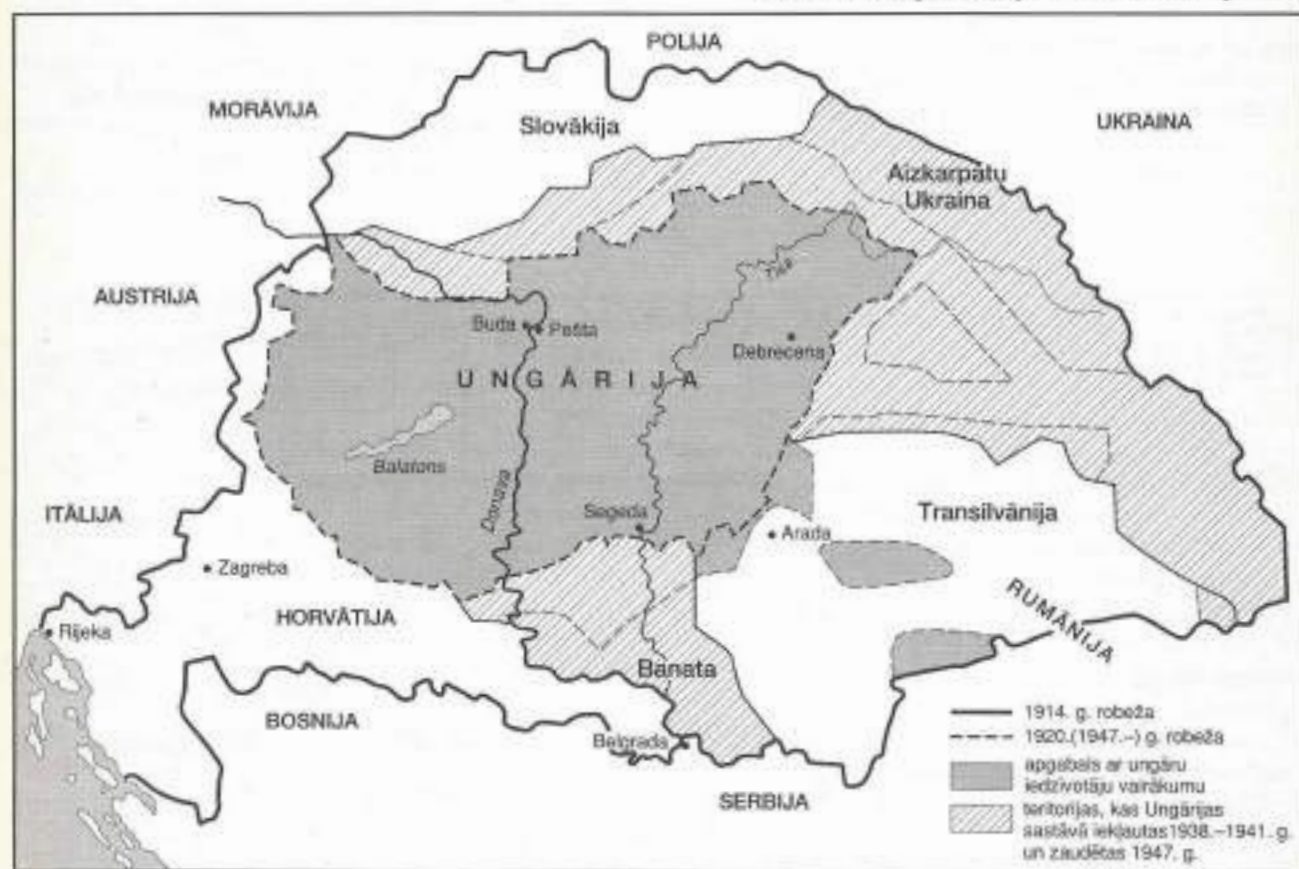 POLIJA
MORĀVIJA
Slovākija
UKRAINA
Aizkarpatu
Ukraina
AUSTRIJA
Buda
Pešta
Tisa
Debrecena
UNGĀRIJA
Balatons
Donava
Segeda
ITĀLIJA
Transilvānija
Arada
Zagreba
HORVĀTIJA
Rijeka
RUMĀNIJA
Banata
BOSNIJA
Belgrada
SERBIJA
1914. g. robeža
1920.(1947.–) g. robeža
apgabals ar ungāru
iedzīvotāju vairākumu
teritorijas, kas Ungārijas
sastāvā iekļautas 1938.–1941. g.
un zaudētas 1947. g.